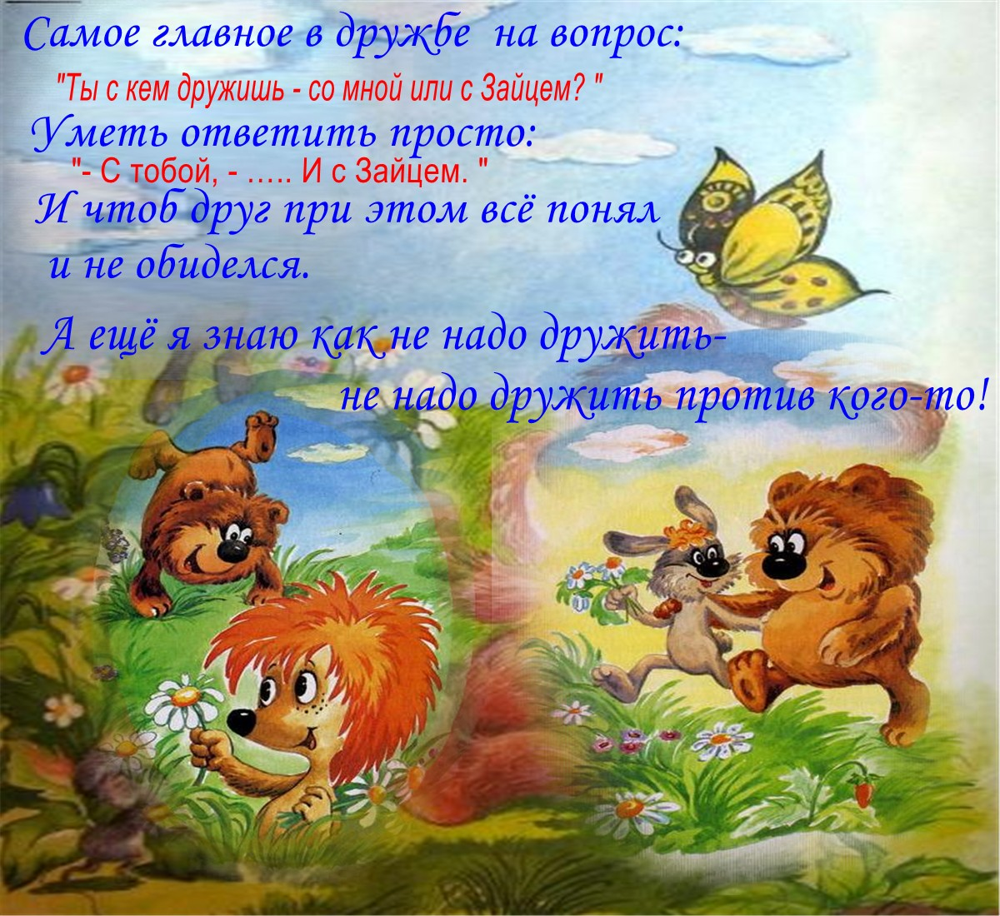 Самое главное в дружбе на вопрос:
"Ты с кем дружишь - со мной или с Зайцем? "
Уметь ответить просто:
"- С тобой, - ….. И с Зайцем. "
И чтоб друг при этом всё понял
и не обиделся.
А ещё я знаю как не надо дружить-
не надо дружить против кого-то!